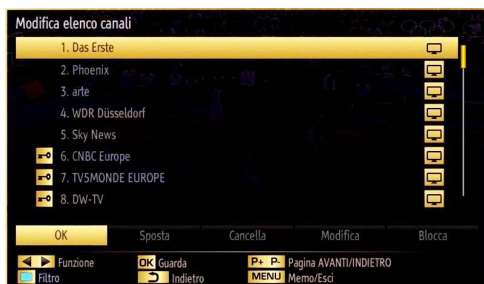 Modifica elenco canali
1. Das Erste
2. Phoenix
3. arte
4. WDR Düsseldorf
5. Sky News
6. CNBC Europe
7. TV5MONDE EUROPE
8. DW-TV
OK Sposta Cancella Modifica Blocca
Funzione OK Guarda P+ P- Pagina AVANTI/INDIETRO
Filtro Indietro MENU Memo/Esci